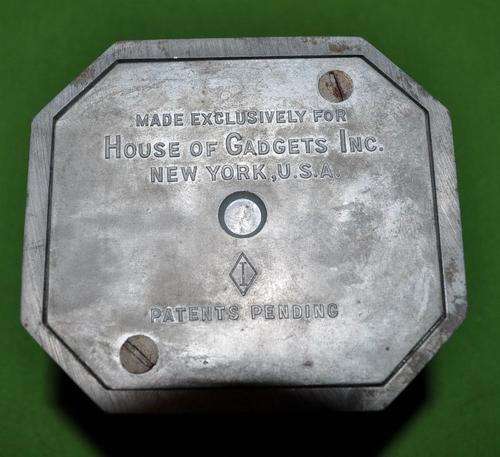 MADE EXCLUSIVELY FOR
HOUSE OF GADGETS INC.
NEW YORK, U.S.A.
I
PATENTS PENDING